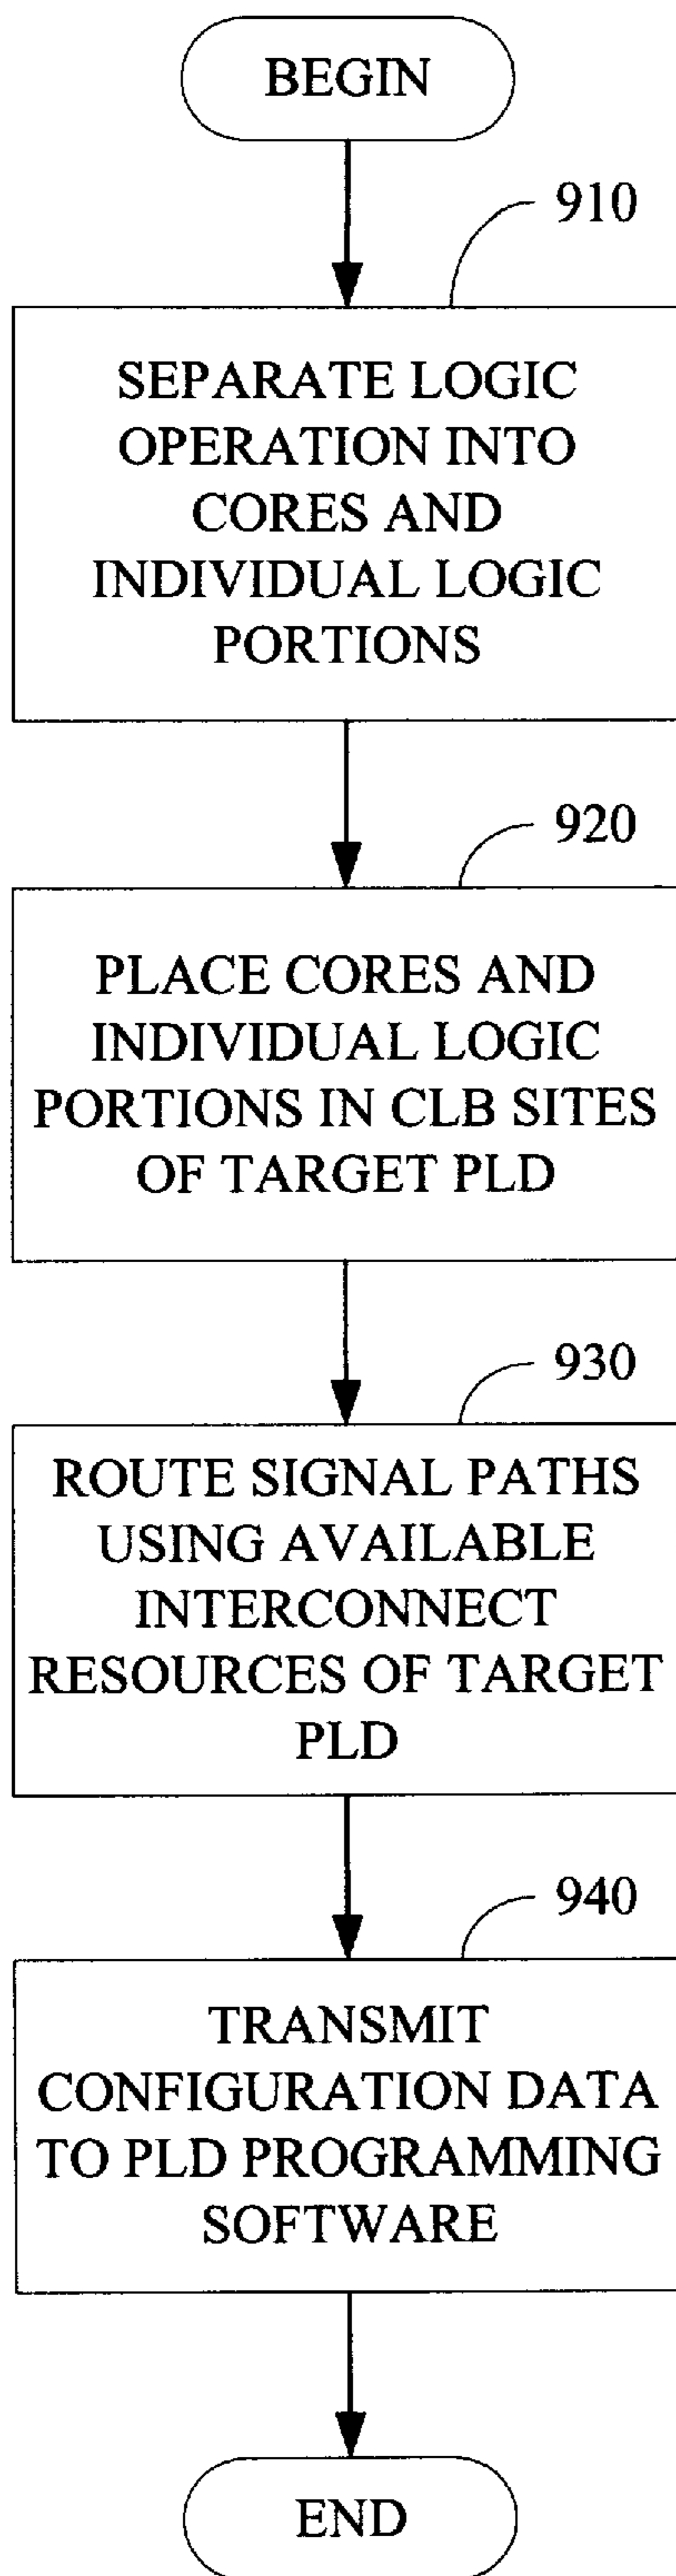 BEGIN
910
SEPARATE LOGIC
OPERATION INTO
CORES AND
INDIVIDUAL LOGIC
PORTIONS
920
PLACE CORES AND
INDIVIDUAL LOGIC
PORTIONS IN CLB SITES
OF TARGET PLD
930
ROUTE SIGNAL PATHS
USING AVAILABLE
INTERCONNECT
RESOURCES OF TARGET
PLD
940
TRANSMIT
CONFIGURATION DATA
TO PLD PROGRAMMING
SOFTWARE
END